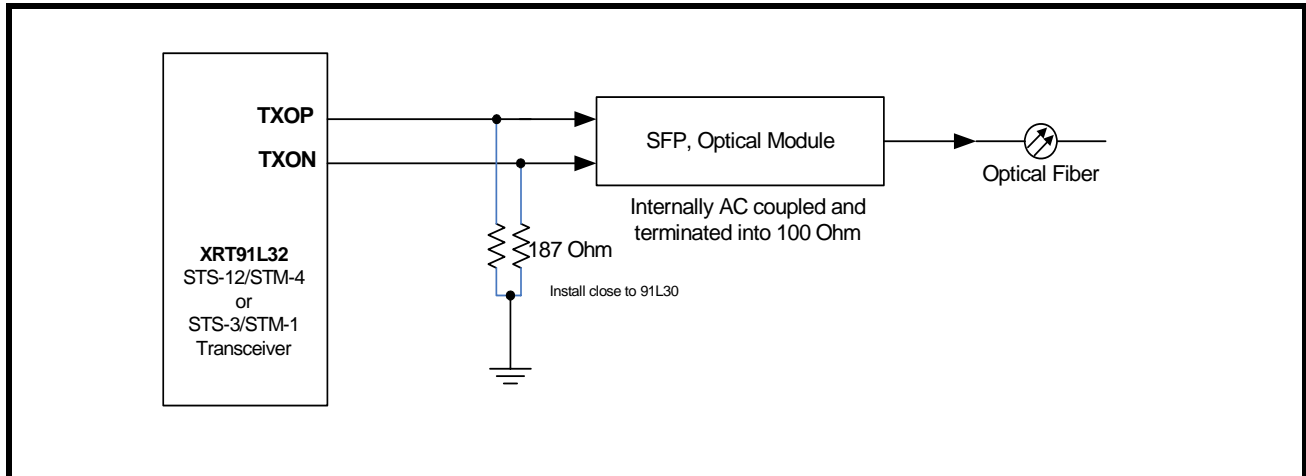 TXOP
TXON
SFP, Optical Module
Optical Fiber
Internally AC coupled and
terminated into 100 Ohm
187 Ohm
Install close to 91L30
XRT91L32
STS-12/STM-4
or
STS-3/STM-1
Transceiver